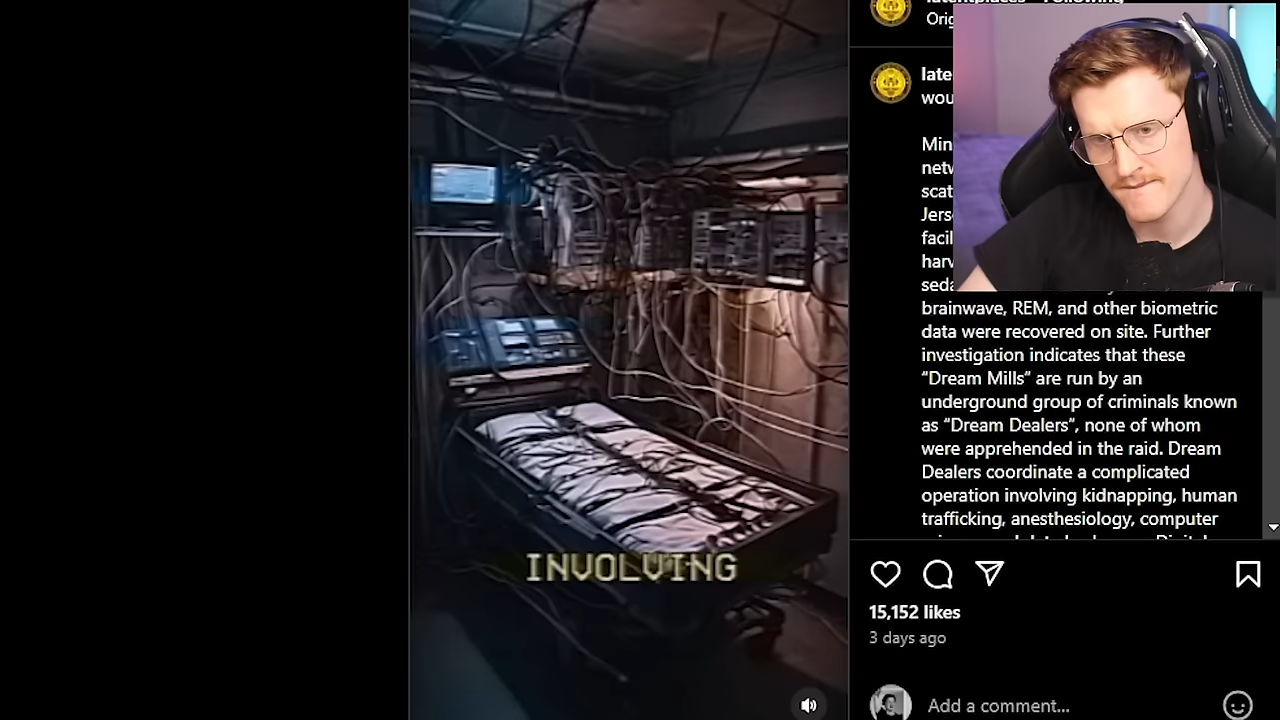 Orig
INVOLVING
late
wou
Min
netw
scat
Jers
facil
harv
seda
brainwave, REM, and other biometric
data were recovered on site. Further
investigation indicates that these
“Dream Mills” are run by an
underground group of criminals known
as “Dream Dealers”, none of whom
were apprehended in the raid. Dream
Dealers coordinate a complicated
operation involving kidnapping, human
trafficking, anesthesiology, computer
15,152 likes
3 days ago
Add a comment...